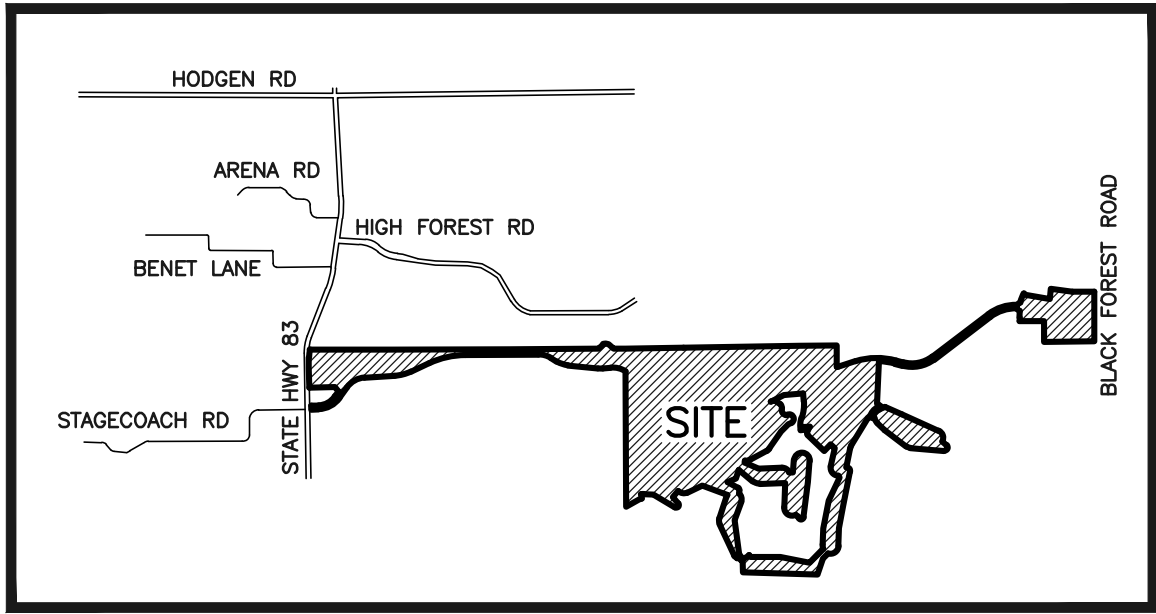 HODGEN RD
ARENA RD
HIGH FOREST RD
BENET LANE
BLACK FOREST ROAD
STATE HWY 83
STAGECOACH RD
SITE